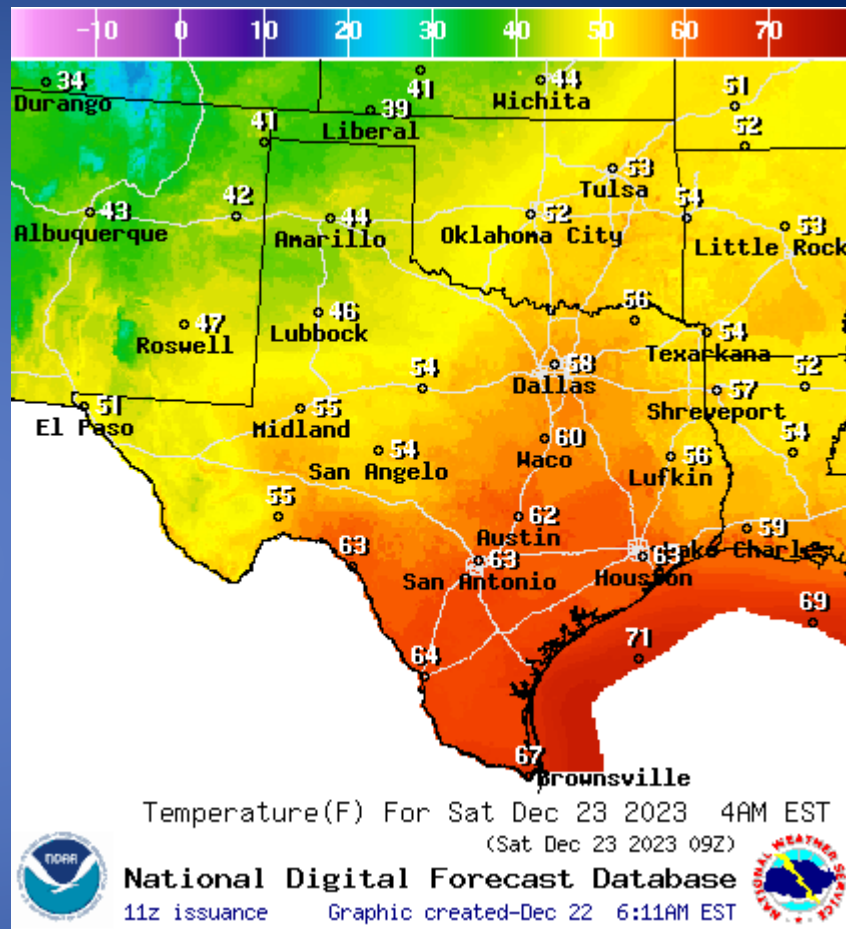 -10 0 10 20 30 40 50 60 70
34
Durango
41
44
Wichita
51
39
Liberal
41
52
53
Tulsa
43
Albuquerque
42
44
Amarillo
52
Oklahoma City
54
53
Little Rock
47
Roswell
46
Lubbock
56
54
Texarkana
58
Dallas
54
57
Shreveport
52
51
El Paso
55
Midland
54
San Angelo
60
Waco
56
Lufkin
54
55
62
Austin
59
Lake Charle
63
63
San Antonio
63
Houston
64
71
69
67
Brownsville
Temperature(F) For Sat Dec 23 2023 4AM EST
(Sat Dec 23 2023 09Z)
National Digital Forecast Database
11z issuance Graphic created-Dec 22 6:11AM EST
NOAA
NATIONAL WEATHER SERVICE